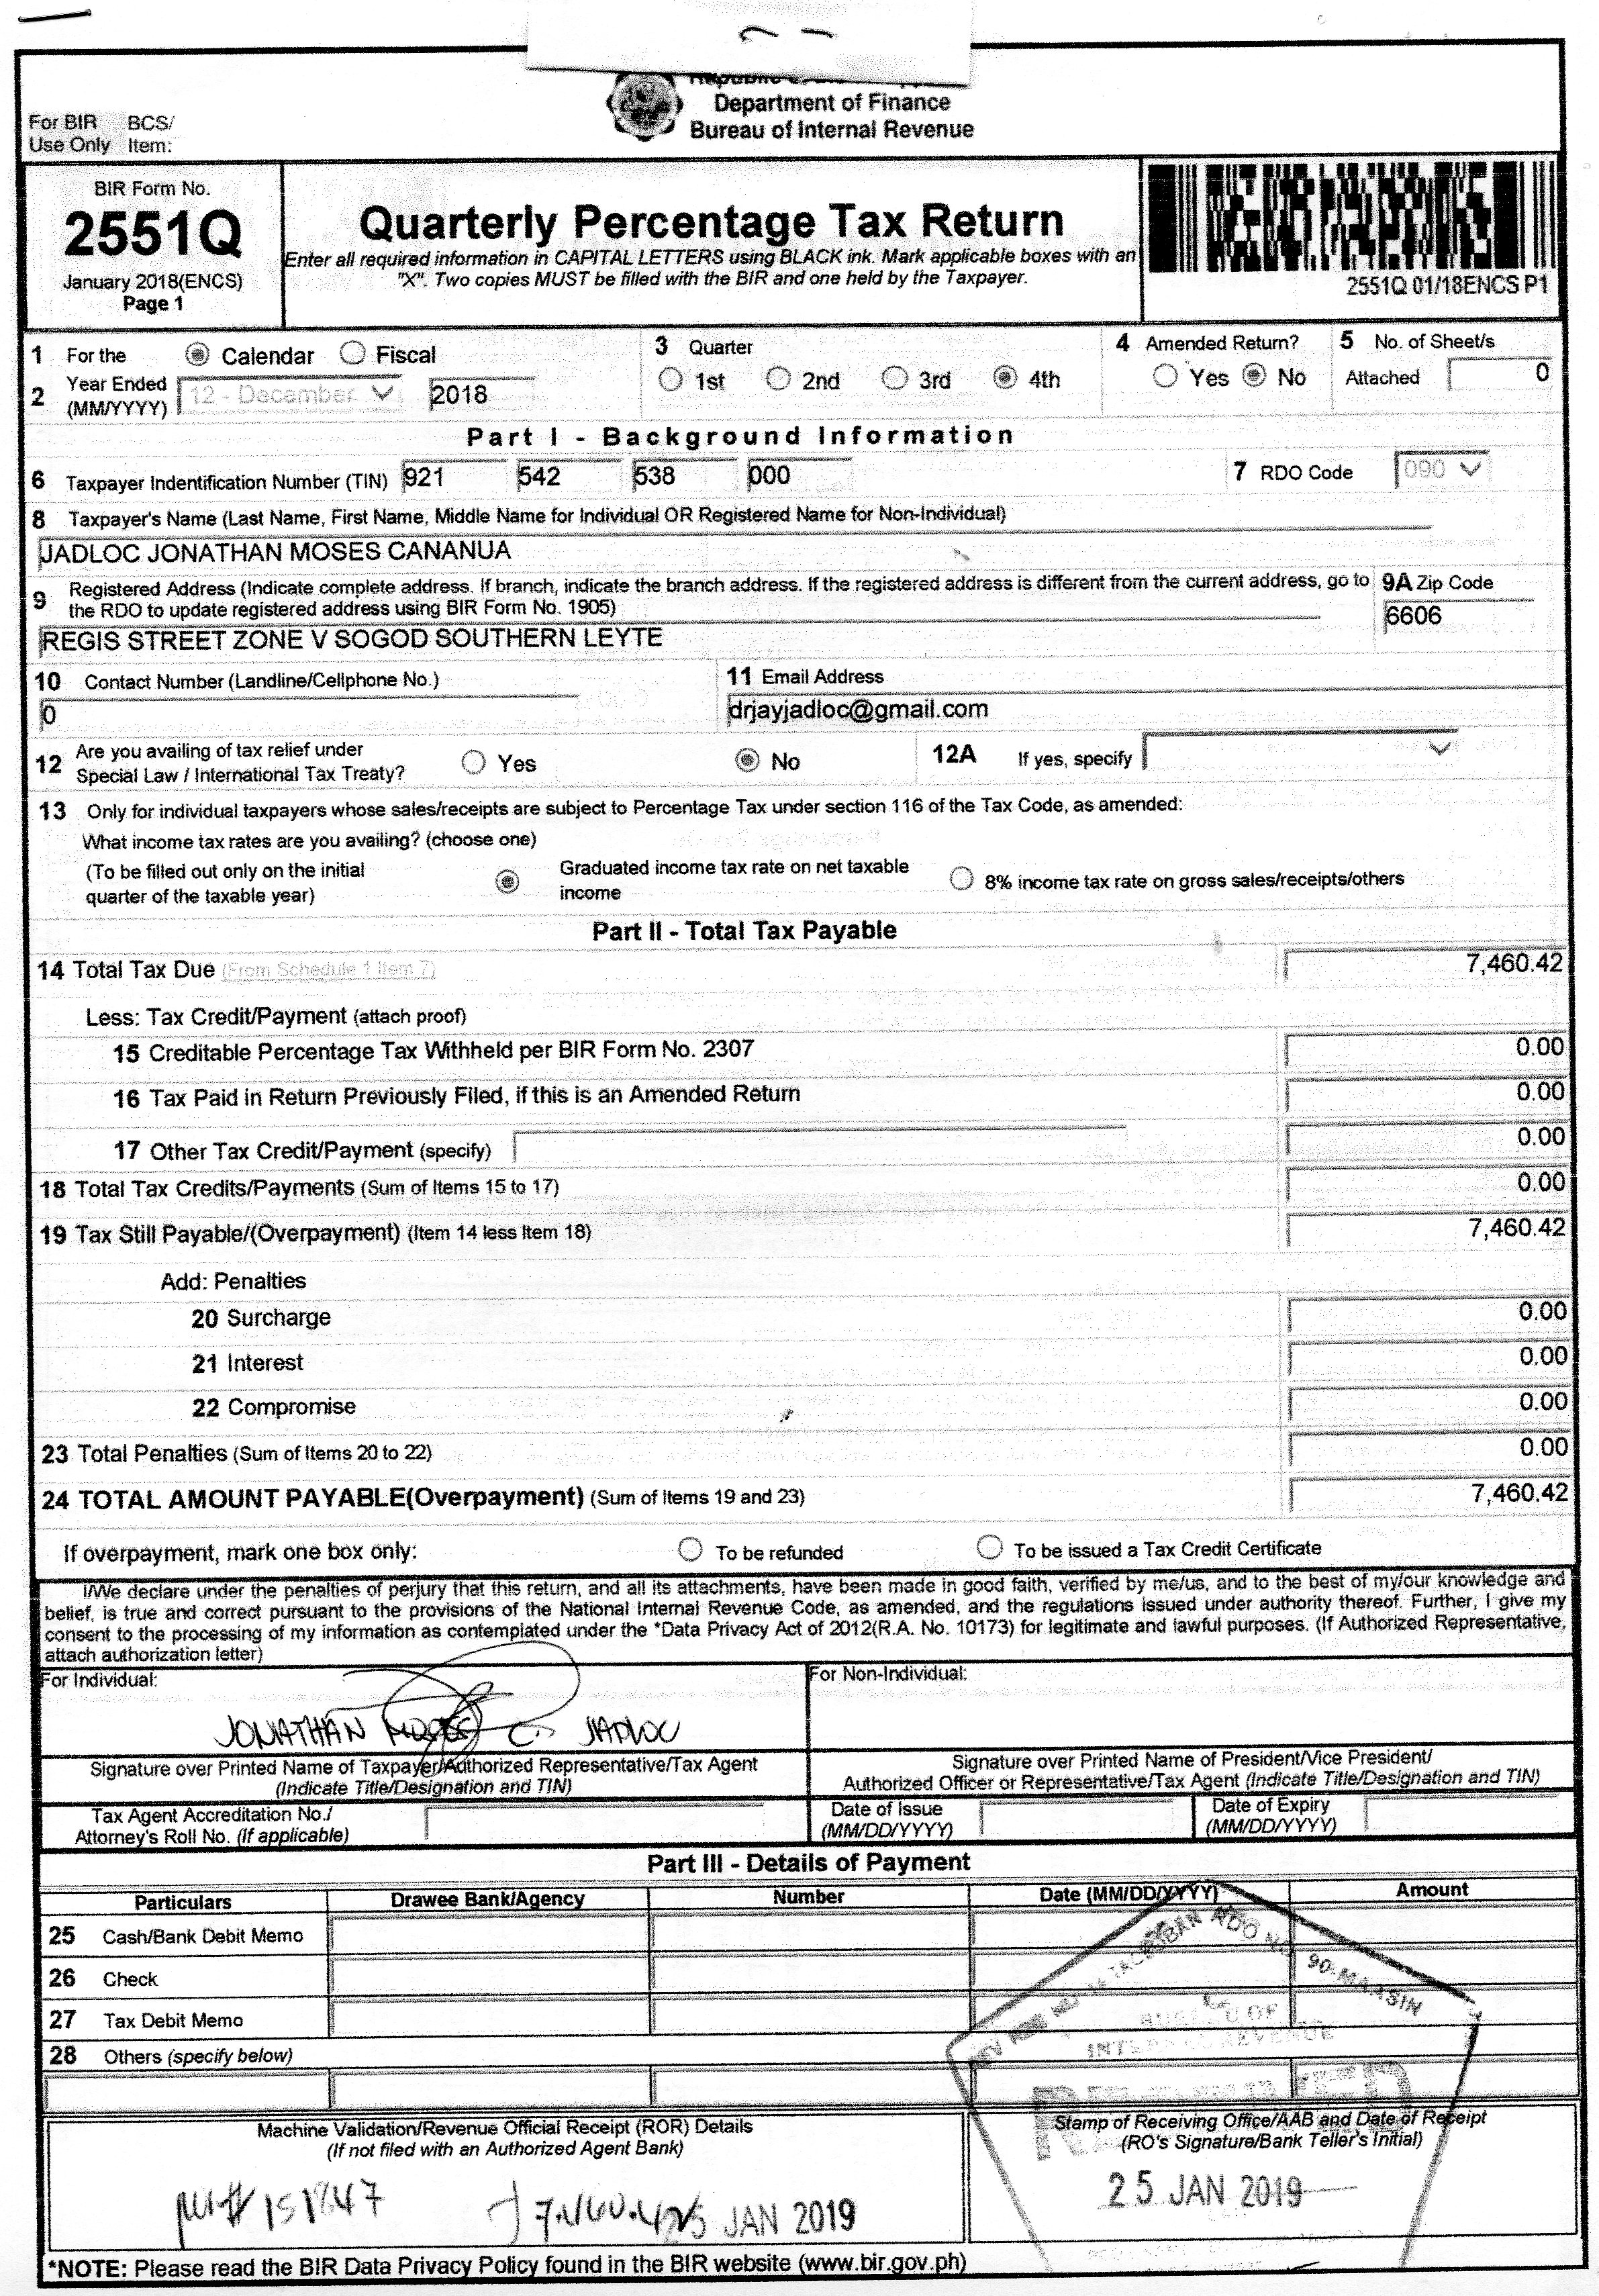 Department of Finance
Bureau of Internal Revenue
For BIR BCS/
Use Only Item:
BIR Form No.
2551Q
January 2018(ENCS)
Page 1
Quarterly Percentage Tax Return
Enter all required information in CAPITAL LETTERS using BLACK ink. Mark applicable boxes with an
"X". Two copies MUST be filled with the BIR and one held by the Taxpayer.
2551Q 01/18ENCS P1
1 For the Calendar Fiscal
3 Quarter
1st 2nd 3rd 4th
4 Amended Return?
Yes No
5 No. of Sheet/s
Attached 0
2 Year Ended
(MM/YYYY) 12 - December 2018
Part I - Background Information
6 Taxpayer Indentification Number (TIN) 921 542 538 000
7 RDO Code 090
8 Taxpayer's Name (Last Name, First Name, Middle Name for Individual OR Registered Name for Non-Individual)
JADLOC JONATHAN MOSES CANANUA
9 Registered Address (Indicate complete address. If branch, indicate the branch address. If the registered address is different from the current address, go to
the RDO to update registered address using BIR Form No. 1905)
9A Zip Code
6606
REGIS STREET ZONE V SOGOD SOUTHERN LEYTE
10 Contact Number (Landline/Cellphone No.)
0
11 Email Address
drjayjadloc@gmail.com
12 Are you availing of tax relief under
Special Law / International Tax Treaty?
Yes No
12A If yes, specify
13 Only for individual taxpayers whose sales/receipts are subject to Percentage Tax under section 116 of the Tax Code, as amended:
What income tax rates are you availing? (choose one)
(To be filled out only on the initial
quarter of the taxable year)
Graduated income tax rate on net taxable
income
8% income tax rate on gross sales/receipts/others
Part II - Total Tax Payable
14 Total Tax Due (From Schedule 1 Item 7) 7,460.42
Less: Tax Credit/Payment (attach proof)
15 Creditable Percentage Tax Withheld per BIR Form No. 2307 0.00
16 Tax Paid in Return Previously Filed, if this is an Amended Return 0.00
17 Other Tax Credit/Payment (specify) 0.00
18 Total Tax Credits/Payments (Sum of Items 15 to 17) 0.00
19 Tax Still Payable/(Overpayment) (Item 14 less Item 18) 7,460.42
Add: Penalties
20 Surcharge 0.00
21 Interest 0.00
22 Compromise 0.00
23 Total Penalties (Sum of Items 20 to 22) 0.00
24 TOTAL AMOUNT PAYABLE(Overpayment) (Sum of Items 19 and 23) 7,460.42
If overpayment, mark one box only: To be refunded To be issued a Tax Credit Certificate
I/We declare under the penalties of perjury that this return, and all its attachments, have been made in good faith, verified by me/us, and to the best of my/our knowledge and
belief, is true and correct pursuant to the provisions of the National Internal Revenue Code, as amended, and the regulations issued under authority thereof. Further, I give my
consent to the processing of my information as contemplated under the *Data Privacy Act of 2012(R.A. No. 10173) for legitimate and lawful purposes. (If Authorized Representative,
attach authorization letter)
For Individual:
For Non-Individual:
JONATHAN MOSES C. JADLOC
Signature over Printed Name of Taxpayer/Authorized Representative/Tax Agent
(Indicate Title/Designation and TIN)
Signature over Printed Name of President/Vice President/
Authorized Officer or Representative/Tax Agent (Indicate Title/Designation and TIN)
Tax Agent Accreditation No./
Attorney's Roll No. (If applicable)
Date of Issue
(MM/DD/YYYY)
Date of Expiry
(MM/DD/YYYY)
Part III - Details of Payment
Particulars Drawee Bank/Agency Number Date (MM/DD/YYYY) Amount
25 Cash/Bank Debit Memo
26 Check
27 Tax Debit Memo
28 Others (specify below)
TACLOBAN RDO NO. 90-MAASIN
BUREAU OF
INTERNAL REVENUE
RECEIVED
Machine Validation/Revenue Official Receipt (ROR) Details
(If not filed with an Authorized Agent Bank)
Stamp of Receiving Office/AAB and Date of Receipt
(RO's Signature/Bank Teller's Initial)
25 JAN 2019
JAN 2019
*NOTE: Please read the BIR Data Privacy Policy found in the BIR website (www.bir.gov.ph)